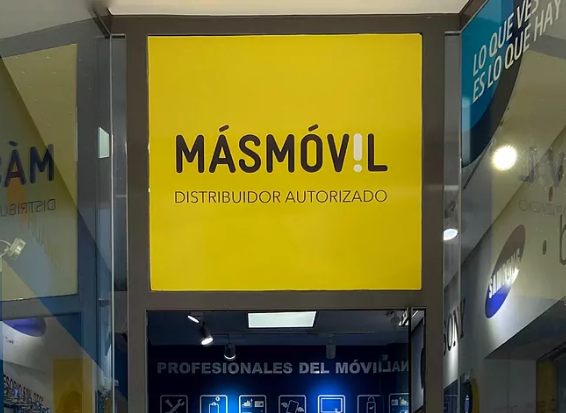 LO QUE VES
ES LO QUE HAY
MÁSMÓV!L
DISTRIBUIDOR AUTORIZADO
SAMSUNG
PROFESIONALES DEL MÓVIL